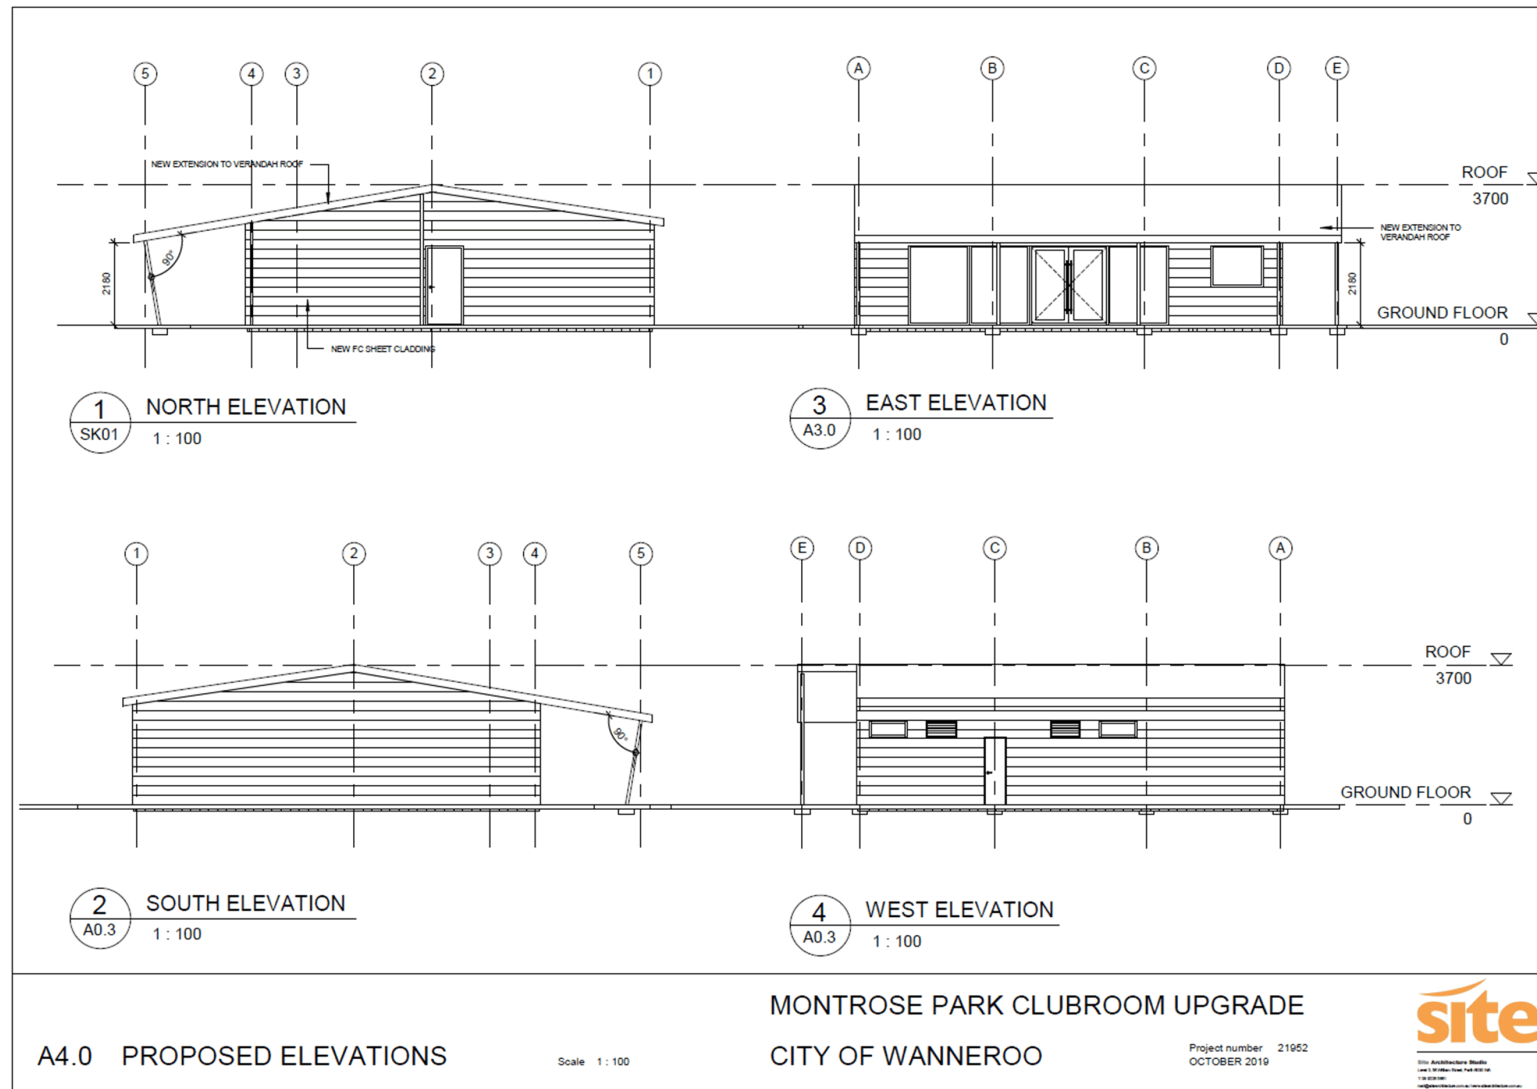 5 4 3 2 1
NEW EXTENSION TO VERANDAH ROOF
90°
2180
NEW FC SHEET CLADDING
1
SK01
NORTH ELEVATION
1 : 100
A B C D E
ROOF
3700
NEW EXTENSION TO
VERANDAH ROOF
2180
GROUND FLOOR
0
3
A3.0
EAST ELEVATION
1 : 100
1 2 3 4 5
90°
2
A0.3
SOUTH ELEVATION
1 : 100
E D C B A
ROOF
3700
GROUND FLOOR
0
4
A0.3
WEST ELEVATION
1 : 100
A4.0 PROPOSED ELEVATIONS
Scale 1 : 100
MONTROSE PARK CLUBROOM UPGRADE
CITY OF WANNEROO
Project number 21952
OCTOBER 2019
site
Site Architecture Studio